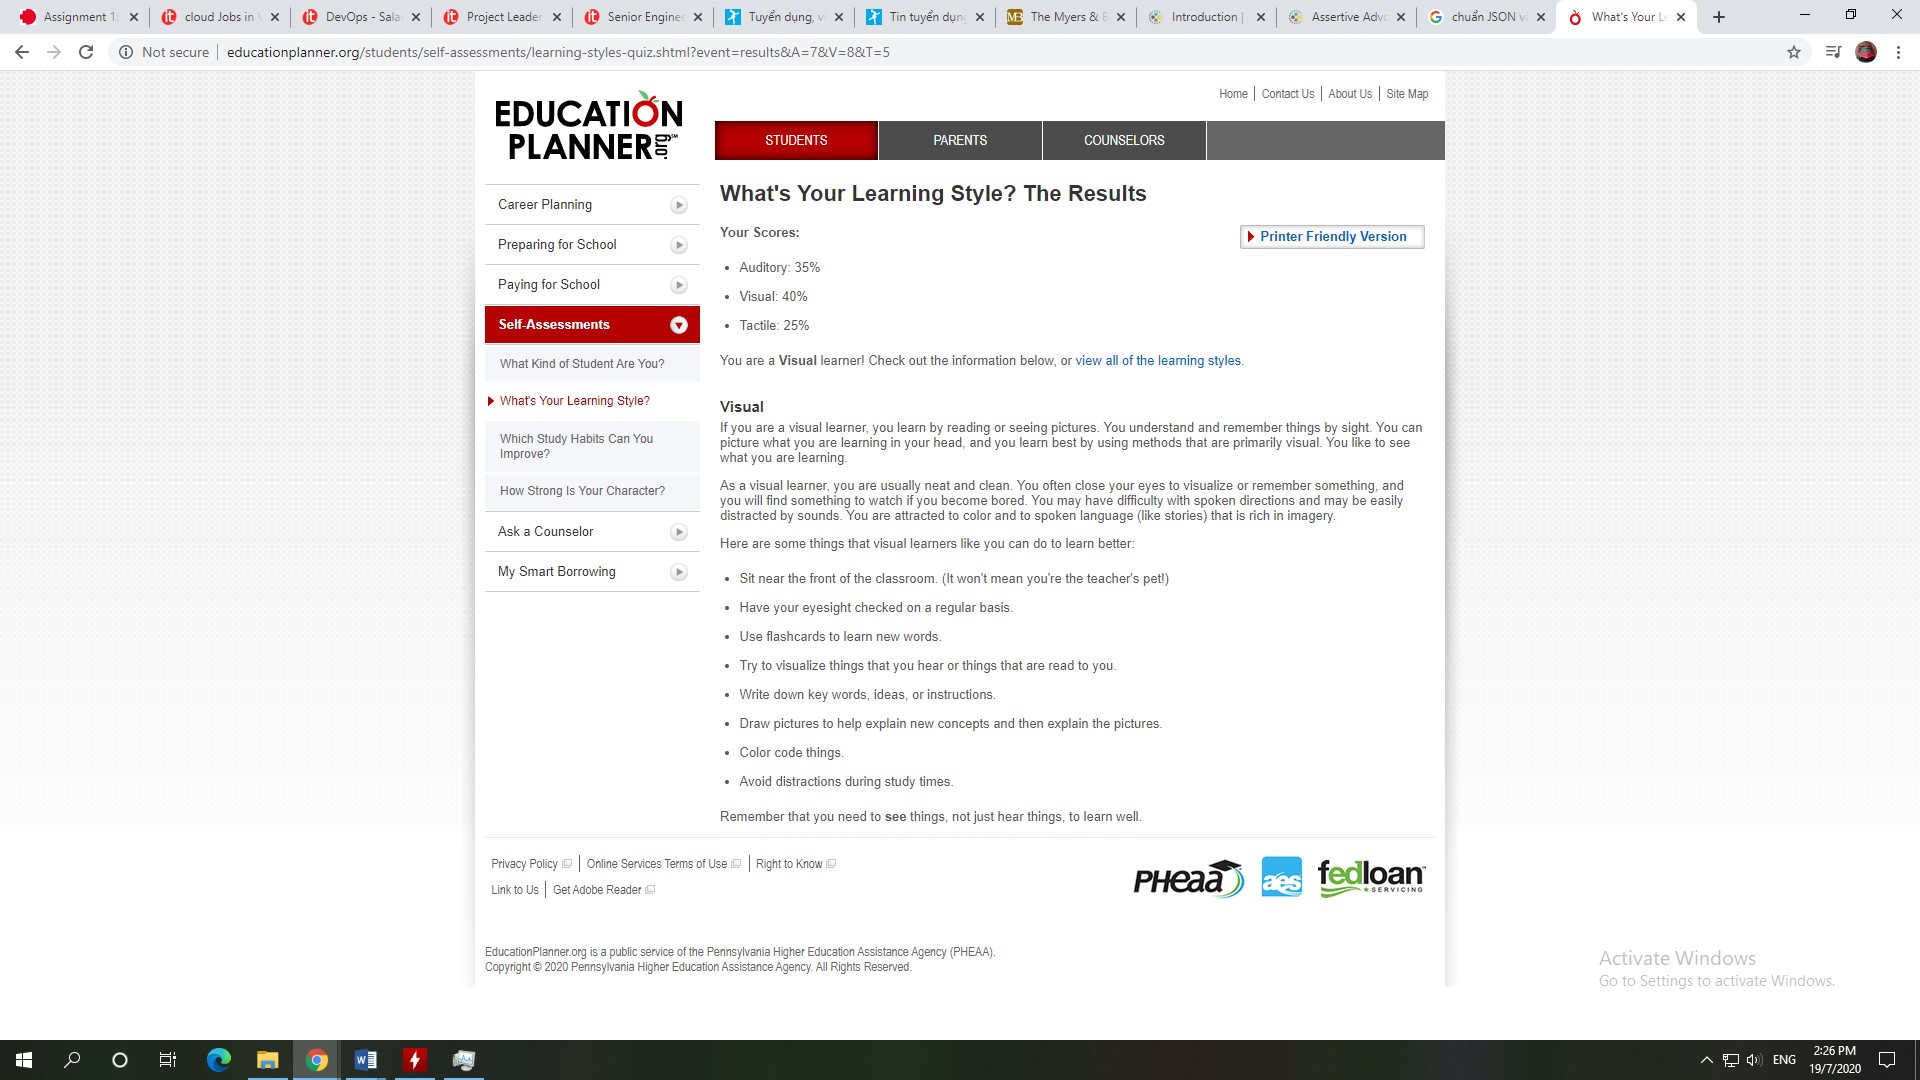 Assignment 1:
cloud Jobs in V
DevOps - Sala
Project Leader
Senior Enginee
Tuyển dụng, v
Tin tuyển dụng
The Myers & B
Introduction |
Assertive Advo
chuẩn JSON v
What's Your Le
Not secure
educationplanner.org/students/self-assessments/learning-styles-quiz.shtml?event=results&A=7&V=8&T=5
EDUCATION
PLANNER.org
Home | Contact Us | About Us | Site Map
STUDENTS
PARENTS
COUNSELORS
Career Planning
Preparing for School
Paying for School
Self-Assessments
What Kind of Student Are You?
What's Your Learning Style?
Which Study Habits Can You
Improve?
How Strong Is Your Character?
Ask a Counselor
My Smart Borrowing
What's Your Learning Style? The Results
Your Scores:
Printer Friendly Version
• Auditory: 35%
• Visual: 40%
• Tactile: 25%
You are a Visual learner! Check out the information below, or view all of the learning styles.
Visual
If you are a visual learner, you learn by reading or seeing pictures. You understand and remember things by sight. You can
picture what you are learning in your head, and you learn best by using methods that are primarily visual. You like to see
what you are learning.
As a visual learner, you are usually neat and clean. You often close your eyes to visualize or remember something, and
you will find something to watch if you become bored. You may have difficulty with spoken directions and may be easily
distracted by sounds. You are attracted to color and to spoken language (like stories) that is rich in imagery.
Here are some things that visual learners like you can do to learn better:
• Sit near the front of the classroom. (It won't mean you're the teacher's pet!)
• Have your eyesight checked on a regular basis.
• Use flashcards to learn new words.
• Try to visualize things that you hear or things that are read to you.
• Write down key words, ideas, or instructions.
• Draw pictures to help explain new concepts and then explain the pictures.
• Color code things.
• Avoid distractions during study times.
Remember that you need to see things, not just hear things, to learn well.
Privacy Policy | Online Services Terms of Use | Right to Know
Link to Us | Get Adobe Reader
PHEAA
aes
fedloan
SERVICING
EducationPlanner.org is a public service of the Pennsylvania Higher Education Assistance Agency (PHEAA).
Copyright © 2020 Pennsylvania Higher Education Assistance Agency. All Rights Reserved.
Activate Windows
Go to Settings to activate Windows.
ENG
2:26 PM
19/7/2020